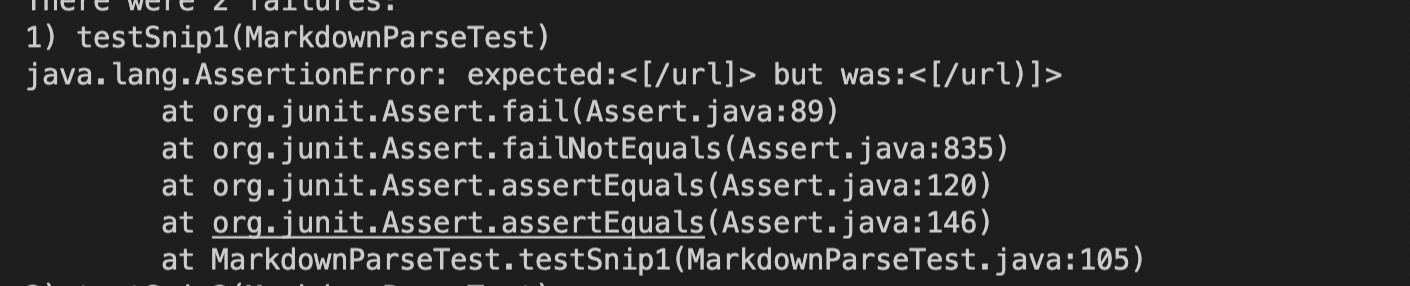 There were 2 failures:
1) testSnip1(MarkdownParseTest)
java.lang.AssertionError: expected:<[/url]> but was:<[/url)]>
at org.junit.Assert.fail(Assert.java:89)
at org.junit.Assert.failNotEquals(Assert.java:835)
at org.junit.Assert.assertEquals(Assert.java:120)
at org.junit.Assert.assertEquals(Assert.java:146)
at MarkdownParseTest.testSnip1(MarkdownParseTest.java:105)